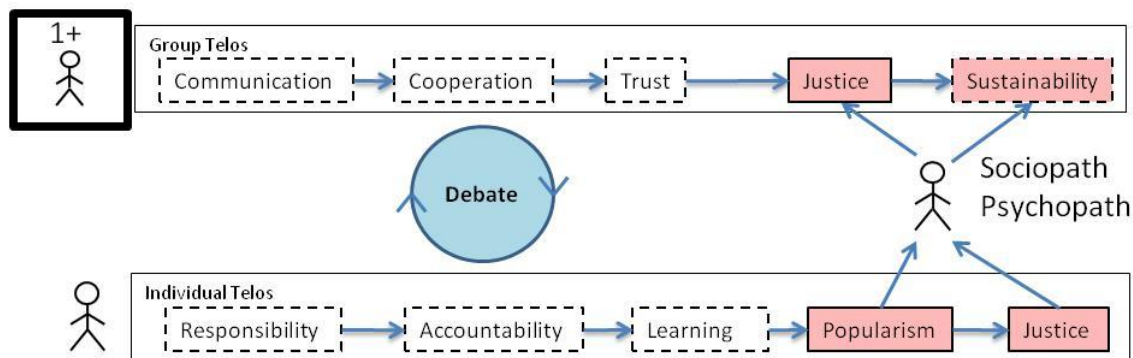 1+
Group Telos
Communication
Cooperation
Trust
Justice
Sustainability
Debate
Sociopath
Psychopath
Individual Telos
Responsibility
Accountability
Learning
Popularism
Justice